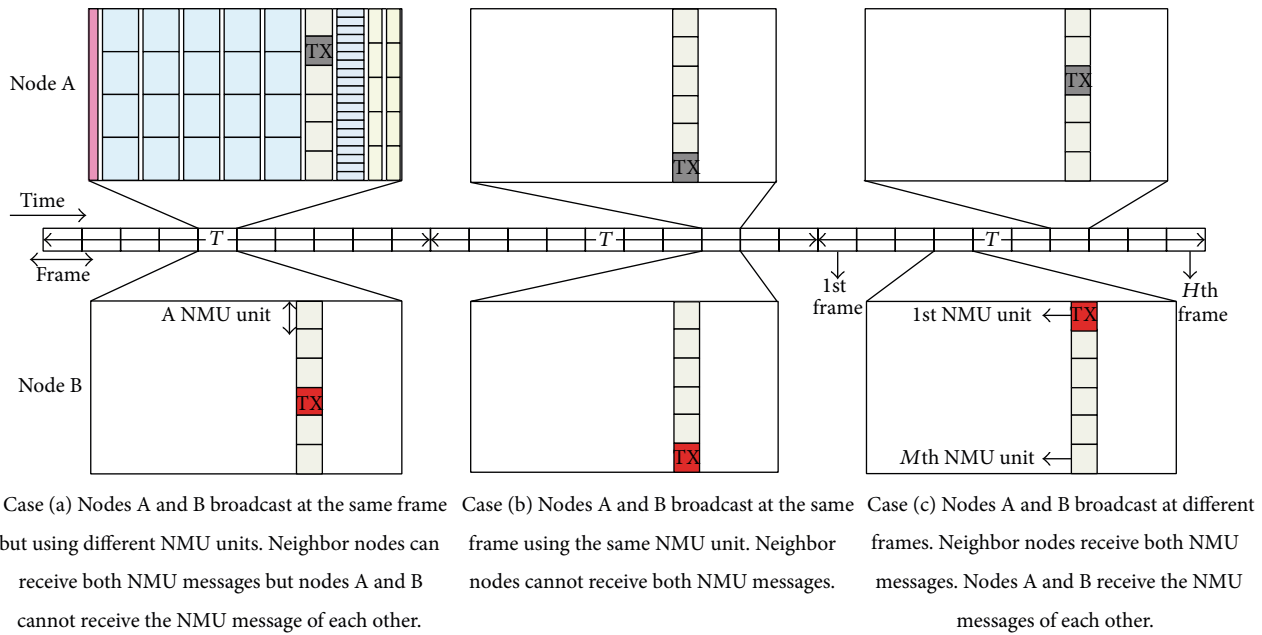 TX
TX
TX
Node A
Time
T
T
T
Frame
1st
frame
Hth
frame
A NMU unit
TX
TX
1st NMU unit
TX
Node B
Mth NMU unit
Case (a) Nodes A and B broadcast at the same frame
but using different NMU units. Neighbor nodes can
receive both NMU messages but nodes A and B
cannot receive the NMU message of each other.
Case (b) Nodes A and B broadcast at the same
frame using the same NMU unit. Neighbor
nodes cannot receive both NMU messages.
Case (c) Nodes A and B broadcast at different
frames. Neighbor nodes receive both NMU
messages. Nodes A and B receive the NMU
messages of each other.